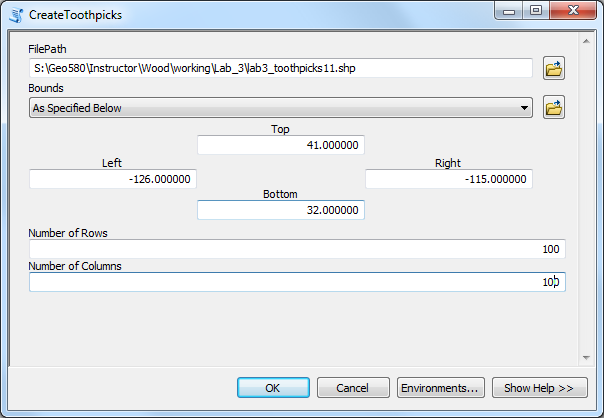 CreateToothpicks
FilePath
S:\Geo580\Instructor\Wood\working\Lab_3\lab3_toothpicks11.shp
Bounds
As Specified Below
Top
41.000000
Left Right
-126.000000 -115.000000
Bottom
32.000000
Number of Rows
100
Number of Columns
100
OK Cancel Environments... Show Help >>